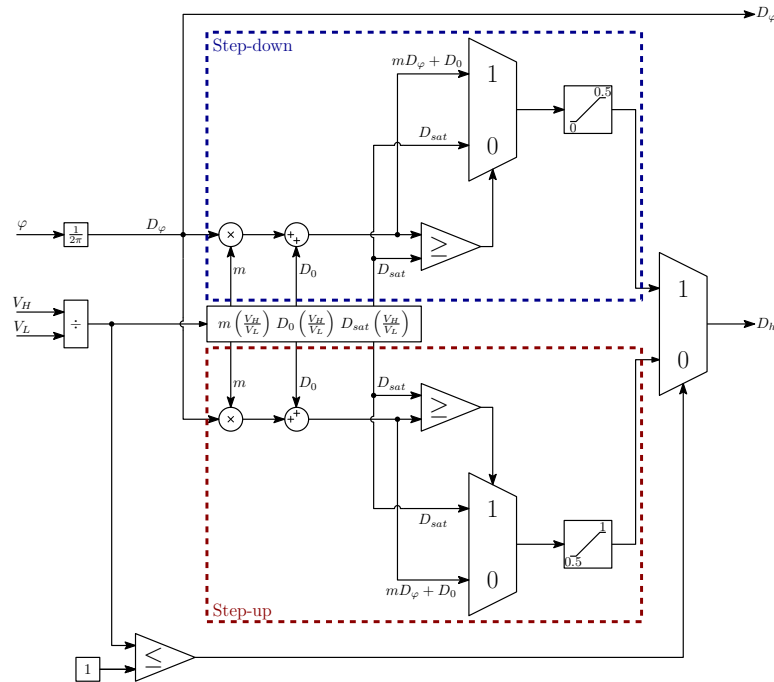 D_φ
Step-down
mD_φ + D_0
1
0.5
0
D_sat
0
φ
1/2π
D_φ
×
+
+
≥
m
D_0
D_sat
V_H
1
D_h
V_L
÷
m(V_H/V_L) D_0(V_H/V_L) D_sat(V_H/V_L)
0
m
D_0
D_sat
≥
×
+
+
1
D_sat
1
0.5
0
mD_φ + D_0
Step-up
1
≤